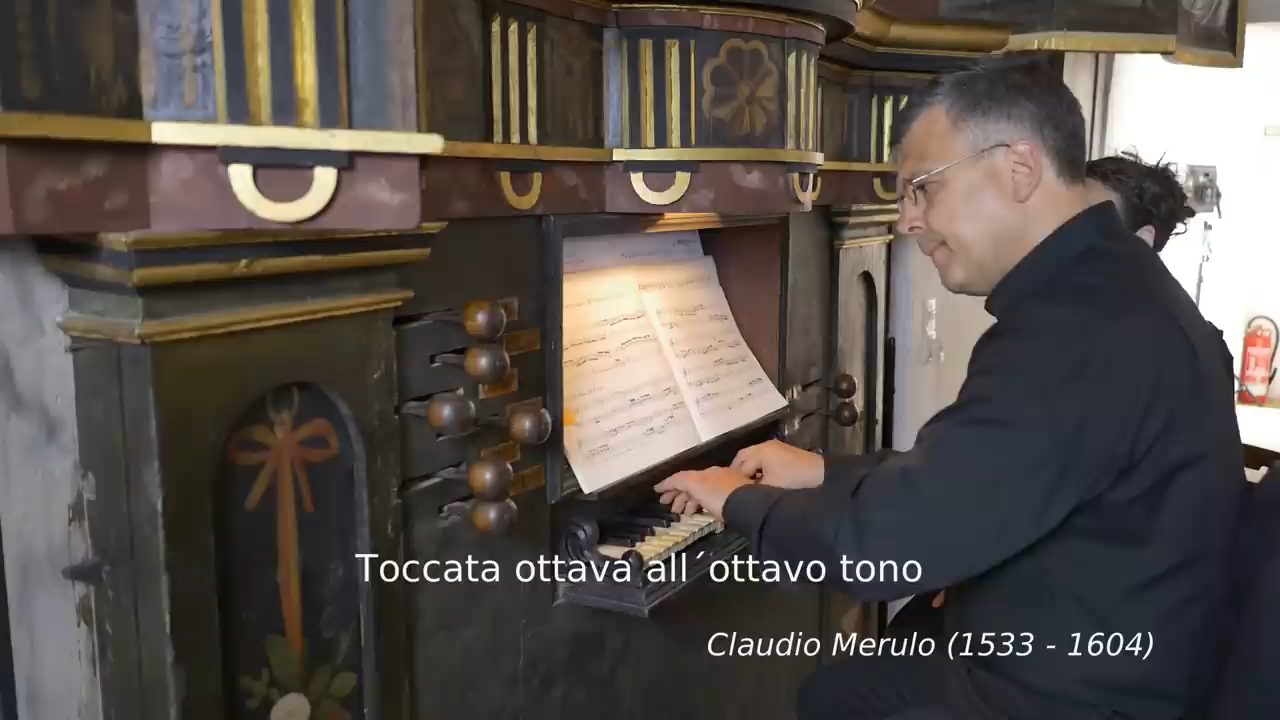 Toccata ottava all´ottavo tono
Claudio Merulo (1533 - 1604)